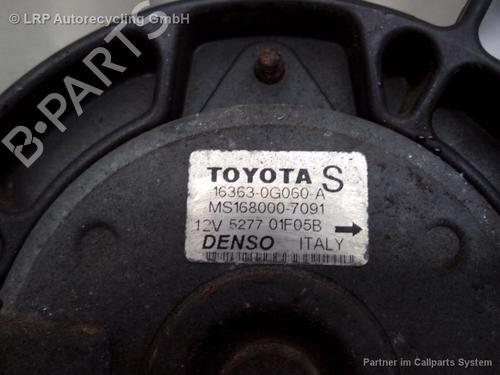 © LRP Autorecycling GmbH
B-PARTS
TOYOTA S
16363-0G060-A
MS168000-7091
12V 5277 01F05B →
DENSO ITALY
Partner im Callparts System